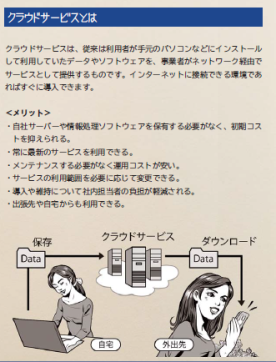 クラウドサービスとは
クラウドサービスは、従来は利用者が手元のパソコンなどにインストール
して利用していたデータやソフトウェアを、事業者がネットワーク経由で
サービスとして提供するものです。インターネットに接続できる環境であ
ればすぐに導入できます。
<メリット>
・自社サーバーや情報処理ソフトウェアを保有する必要がなく、初期コス
トを抑えられる。
・常に最新のサービスを利用できる。
・メンテナンスする必要がなく運用コストが安い。
・サービスの利用範囲を必要に応じて変更できる。
・導入や維持について社内担当者の負担が軽減される。
・出張先や自宅からも利用できる。
保存
クラウドサービス
ダウンロード
Data
Data
自宅
外出先